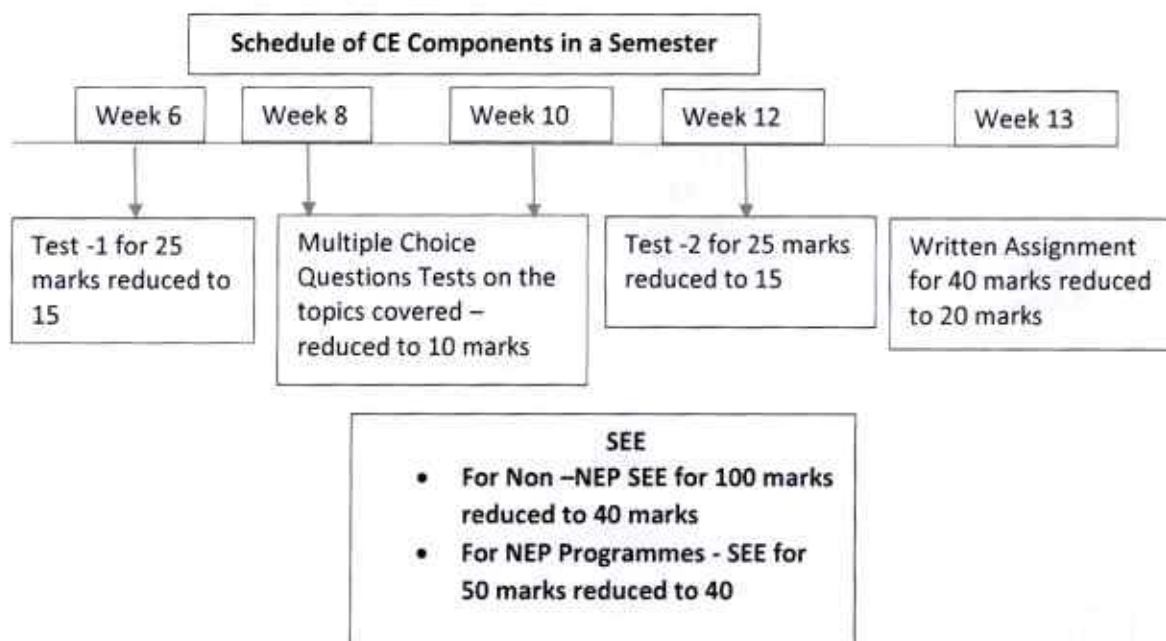 Schedule of CE Components in a Semester
Week 6
Week 8
Week 10
Week 12
Week 13
Test -1 for 25
marks reduced to
15
Multiple Choice
Questions Tests on the
topics covered –
reduced to 10 marks
Test -2 for 25 marks
reduced to 15
Written Assignment
for 40 marks reduced
to 20 marks
SEE
• For Non –NEP SEE for 100 marks
reduced to 40 marks
• For NEP Programmes - SEE for
50 marks reduced to 40